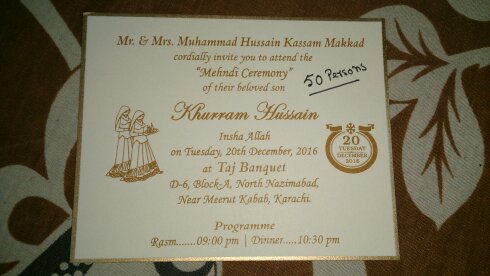 Mr. & Mrs. Muhammad Hussain Kassam Makkad
cordially invite you to attend the
"Mehndi Ceremony"
of their beloved son
50 Persons
Khurram Hussain
Insha Allah
on Tuesday, 20th December, 2016
at Taj Banquet
D-6, Block-A, North Nazimabad,
Near Meerut Kabab, Karachi.
20
TUESDAY
DECEMBER
2016
Programme
Rasm.......09:00 pm | Dinner.....10:30 pm